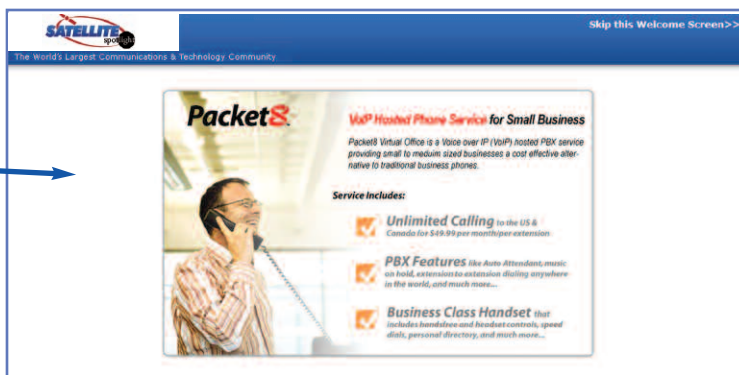 SATELLITE
spotlight
Skip this Welcome Screen>>
The World's Largest Communications & Technology Community
Packet8
VoIP Hosted Phone Service for Small Business
Packet8 Virtual Office is a Voice over IP (VoIP) hosted PBX service
providing small to meduim sized businesses a cost effective alter-
native to traditional business phones.
Service Includes:
Unlimited Calling to the US &
Canada for $49.99 per month/per extension
PBX Features like Auto Attendant, music
on hold, extension to extension dialing anywhere
in the world, and much more...
Business Class Handset that
includes handsfree and headset controls, speed
dials, personal directory, and much more...